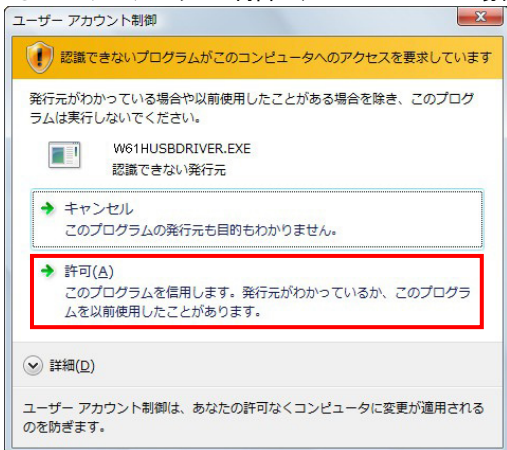 ユーザー アカウント制御
認識できないプログラムがこのコンピュータへのアクセスを要求しています
発行元がわかっている場合や以前使用したことがある場合を除き、このプログ
ラムは実行しないでください。
W61HUSBDRIVER.EXE
認識できない発行元
キャンセル
このプログラムの発行元も目的もわかりません。
許可(A)
このプログラムを信用します。発行元がわかっているか、このプログラ
ムを以前使用したことがあります。
詳細(D)
ユーザー アカウント制御は、あなたの許可なくコンピュータに変更が適用される
のを防ぎます。